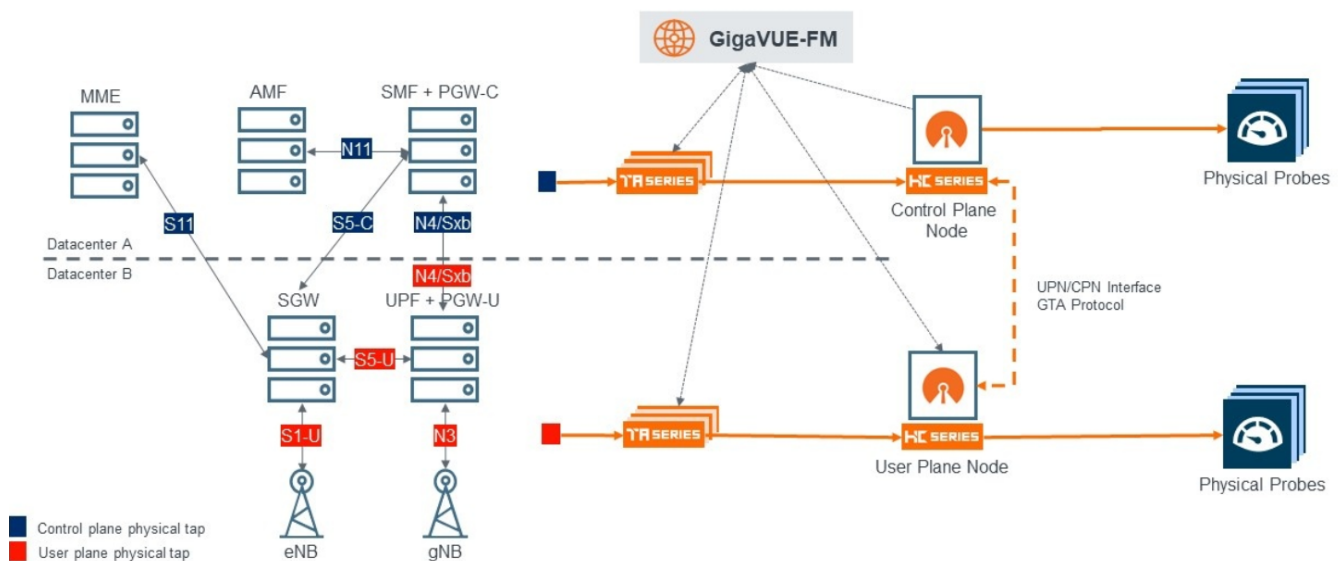 GigaVUE-FM
MME
AMF
SMF + PGW-C
N11
S11
S5-C
N4/Sxb
Datacenter A
Datacenter B
N4/Sxb
SGW
UPF + PGW-U
S5-U
S1-U
N3
eNB
gNB
Control plane physical tap
User plane physical tap
TA SERIES
HC SERIES
Control Plane
Node
Physical Probes
UPN/CPN Interface
GTA Protocol
TA SERIES
HC SERIES
User Plane Node
Physical Probes